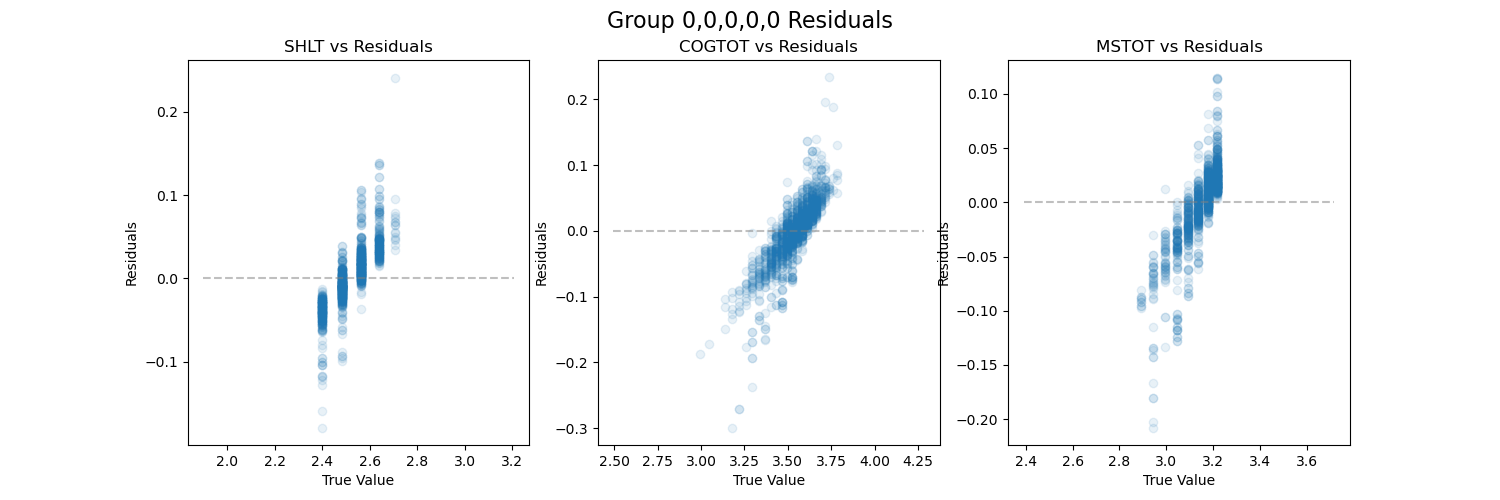 Group 0,0,0,0,0 Residuals
SHLT vs Residuals
COGTOT vs Residuals
MSTOT vs Residuals
Residuals
0.2
0.1
0.0
−0.1
2.0 2.2 2.4 2.6 2.8 3.0 3.2
True Value
Residuals
0.2
0.1
0.0
−0.1
−0.2
−0.3
2.50 2.75 3.00 3.25 3.50 3.75 4.00 4.25
True Value
Residuals
0.10
0.05
0.00
−0.05
−0.10
−0.15
−0.20
2.4 2.6 2.8 3.0 3.2 3.4 3.6
True Value